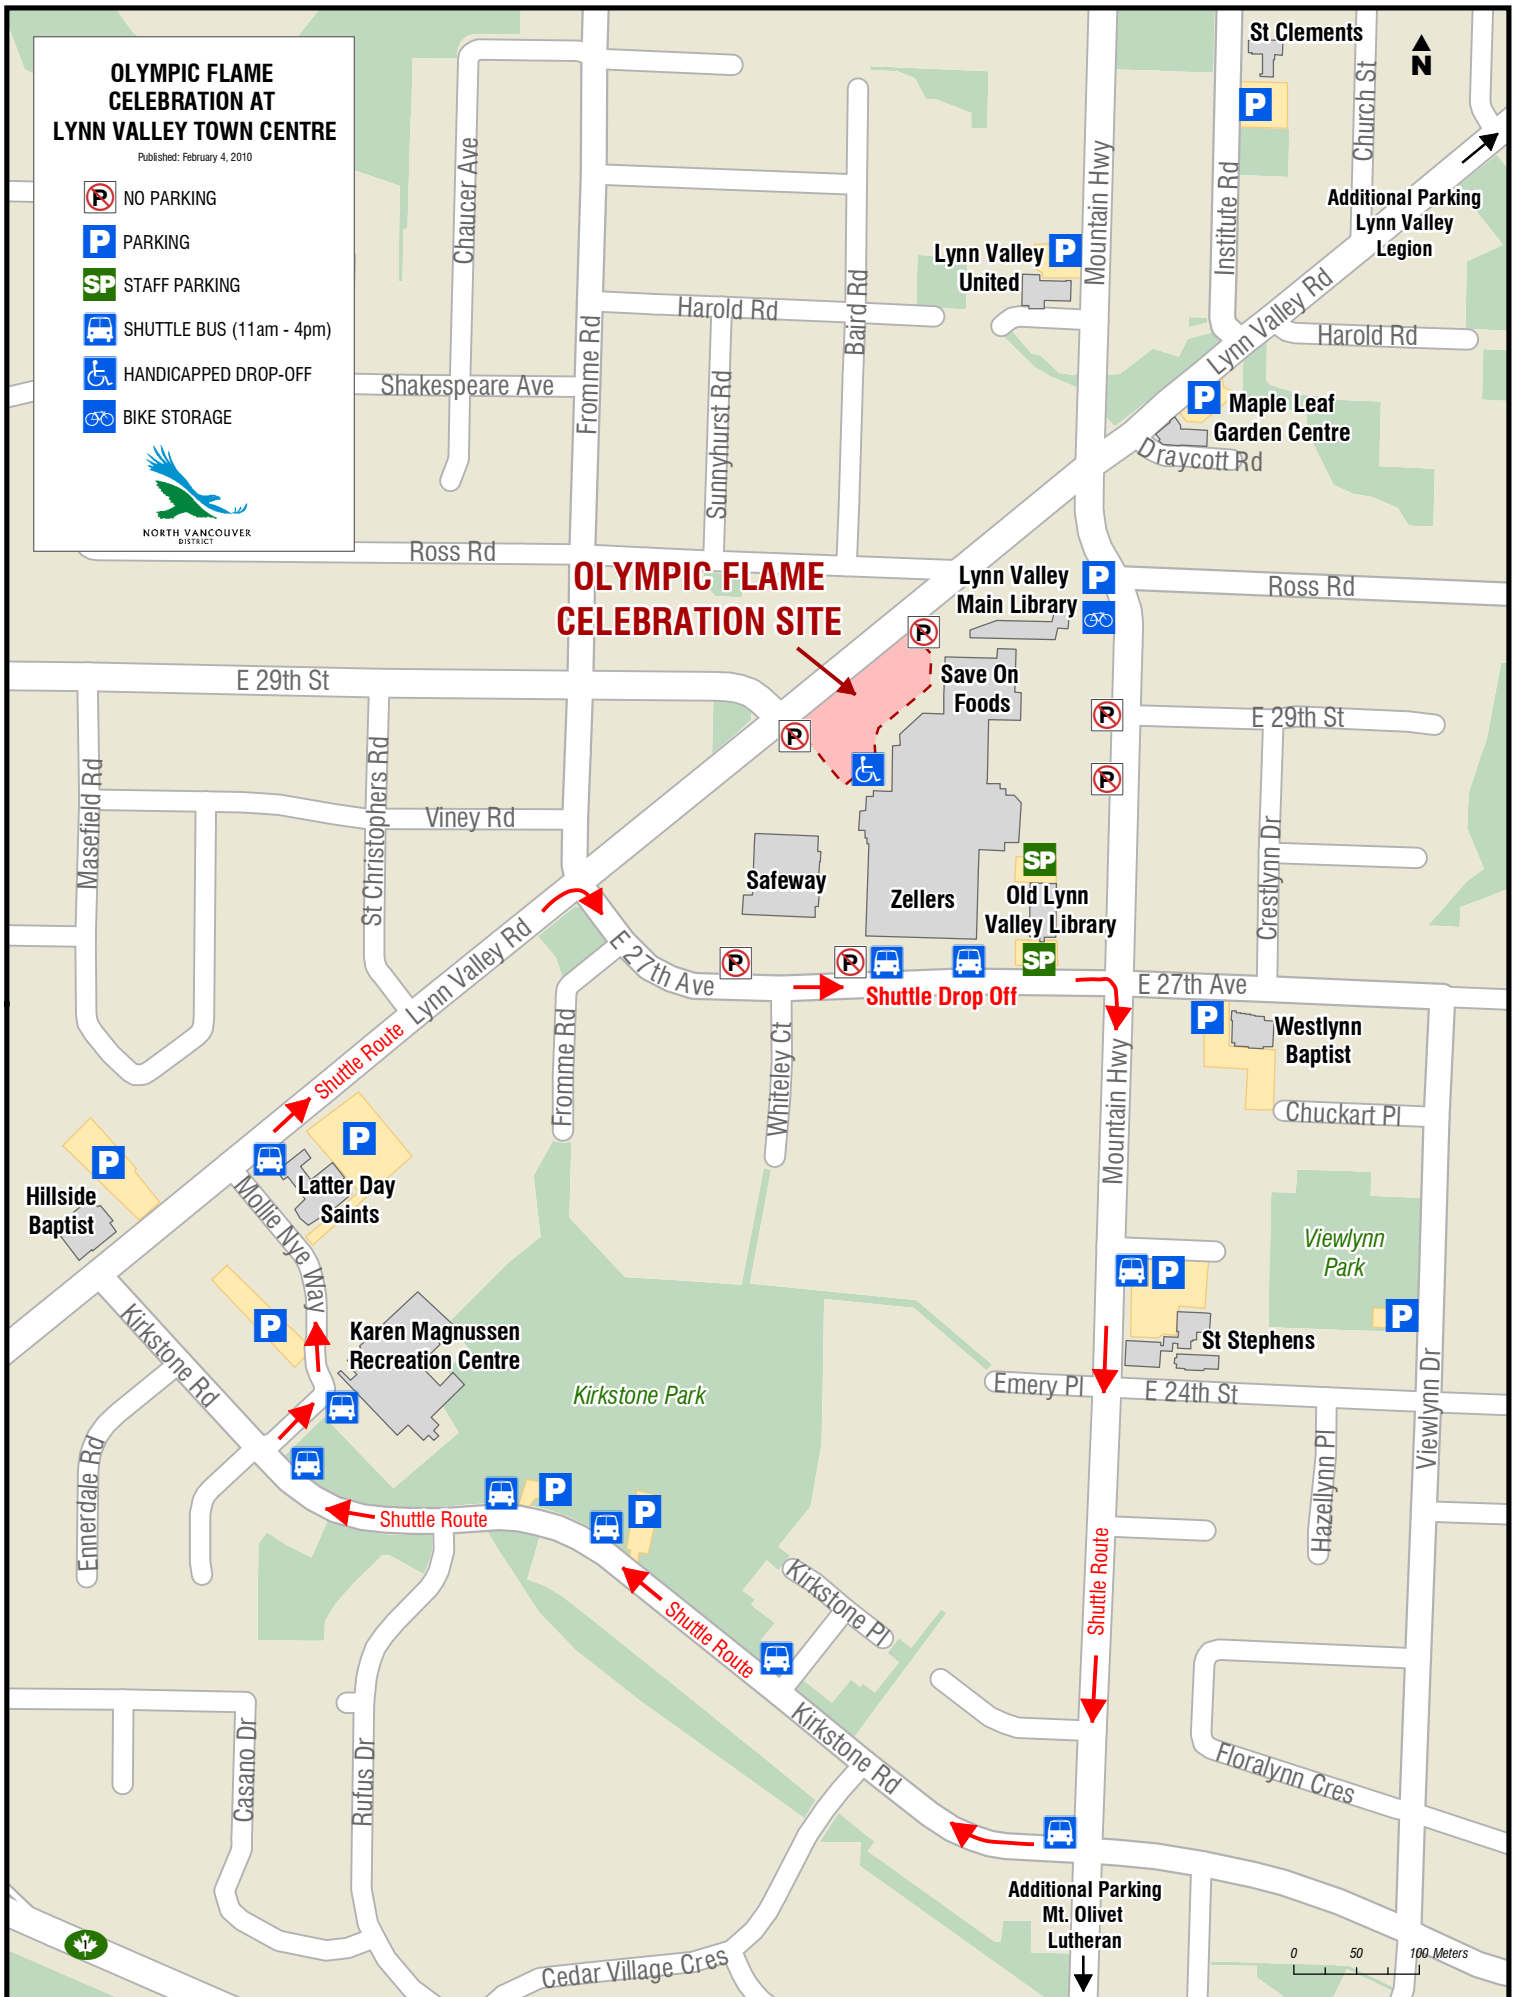 OLYMPIC FLAME
CELEBRATION AT
LYNN VALLEY TOWN CENTRE
Published: February 4, 2010
P NO PARKING
P PARKING
SP STAFF PARKING
SHUTTLE BUS (11am - 4pm)
HANDICAPPED DROP-OFF
BIKE STORAGE
NORTH VANCOUVER
DISTRICT
St Clements
N
P
Church St
Chaucer Ave
Mountain Hwy
Institute Rd
Additional Parking
Lynn Valley
Legion
Lynn Valley
United
P
Baird Rd
Harold Rd
Fromme Rd
Lynn Valley Rd
Harold Rd
Shakespeare Ave
Sunnyhurst Rd
P
Maple Leaf
Garden Centre
Draycott Rd
Ross Rd
OLYMPIC FLAME
CELEBRATION SITE
Lynn Valley
Main Library
P
Ross Rd
P
E 29th St
Save On
Foods
P
E 29th St
P
P
Masefield Rd
St Christophers Rd
Viney Rd
Crestlynn Dr
Safeway
Zellers
SP
Old Lynn
Valley Library
SP
Lynn Valley Rd
E 27th Ave
P
P
Shuttle Drop Off
E 27th Ave
P
Westlynn
Baptist
Shuttle Route
Fromme Rd
Whiteley Ct
Mountain Hwy
Chuckart Pl
P
P
Hillside
Baptist
Latter Day
Saints
Mollie Nye Way
Viewlynn
Park
P
P
P
Kirkstone Rd
Karen Magnussen
Recreation Centre
St Stephens
Kirkstone Park
Emery Pl
E 24th St
Viewlynn Dr
Ennerdale Rd
Hazellynn Pl
P
P
Shuttle Route
Shuttle Route
Kirkstone Pl
Shuttle Route
Kirkstone Rd
Casano Dr
Rufus Dr
Floralynn Cres
Additional Parking
Mt. Olivet
Lutheran
1
Cedar Village Cres
0 50 100 Meters